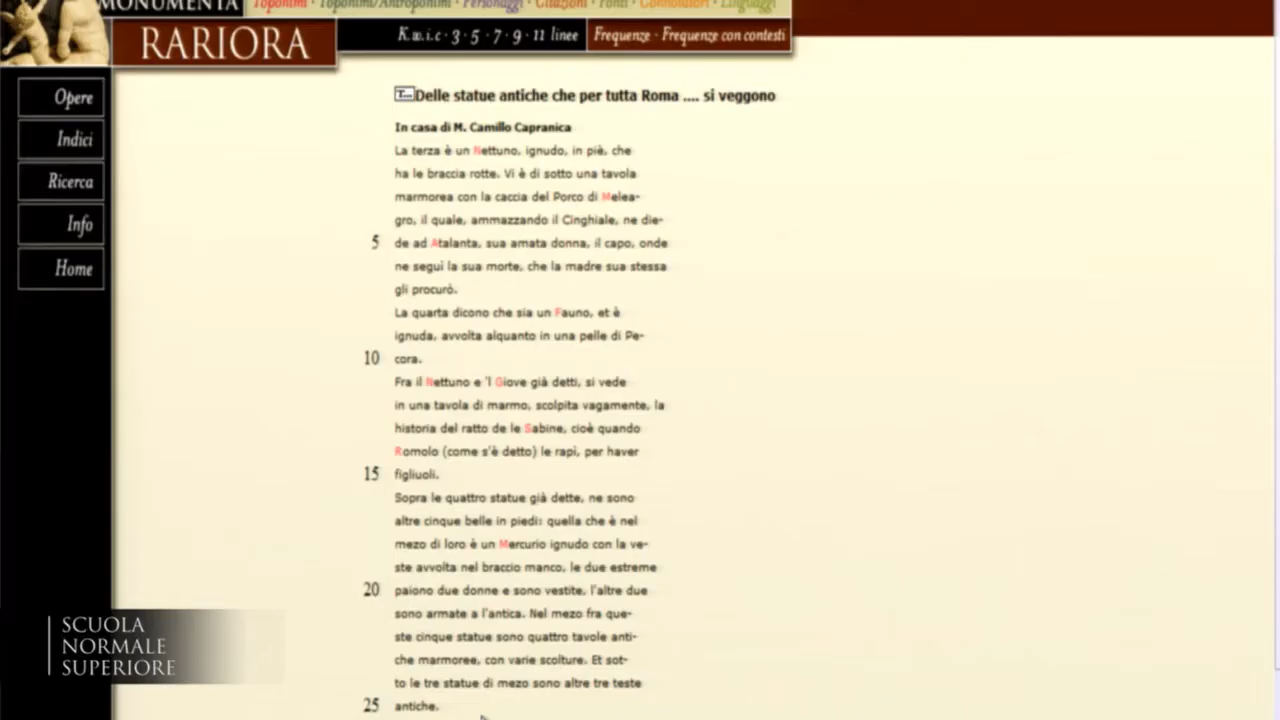 MONUMENTA
RARIORA
Toponimi · Toponimi/Antroponimi · Personaggi · Citazioni · Fonti · Connotatori · Linguaggi
K.w.i.c · 3 · 5 · 7 · 9 · 11 linee
Frequenze · Frequenze con contesti
Opere
Indici
Ricerca
Info
Home
T... Delle statue antiche che per tutta Roma .... si veggono
In casa di M. Camillo Capranica
La terza è un Nettuno, ignudo, in piè, che
ha le braccia rotte. Vi è di sotto una tavola
marmorea con la caccia del Porco di Melea-
gro, il quale, ammazzando il Cinghiale, ne die-
5 de ad Atalanta, sua amata donna, il capo, onde
ne seguì la sua morte, che la madre sua stessa
gli procurò.
La quarta dicono che sia un Fauno, et è
ignuda, avvolta alquanto in una pelle di Pe-
10 cora.
Fra il Nettuno e 'l Giove già detti, si vede
in una tavola di marmo, scolpita vagamente, la
historia del ratto de le Sabine, cioè quando
Romolo (come s'è detto) le rapì, per haver
15 figliuoli.
Sopra le quattro statue già dette, ne sono
altre cinque belle in piedi: quella che è nel
mezo di loro è un Mercurio ignudo con la ve-
ste avvolta nel braccio manco, le due estreme
20 paiono due donne e sono vestite, l'altre due
sono armate a l'antica. Nel mezo fra que-
ste cinque statue sono quattro tavole anti-
che marmoree, con varie scolture. Et sot-
to le tre statue di mezo sono altre tre teste
25 antiche.
SCUOLA
NORMALE
SUPERIORE